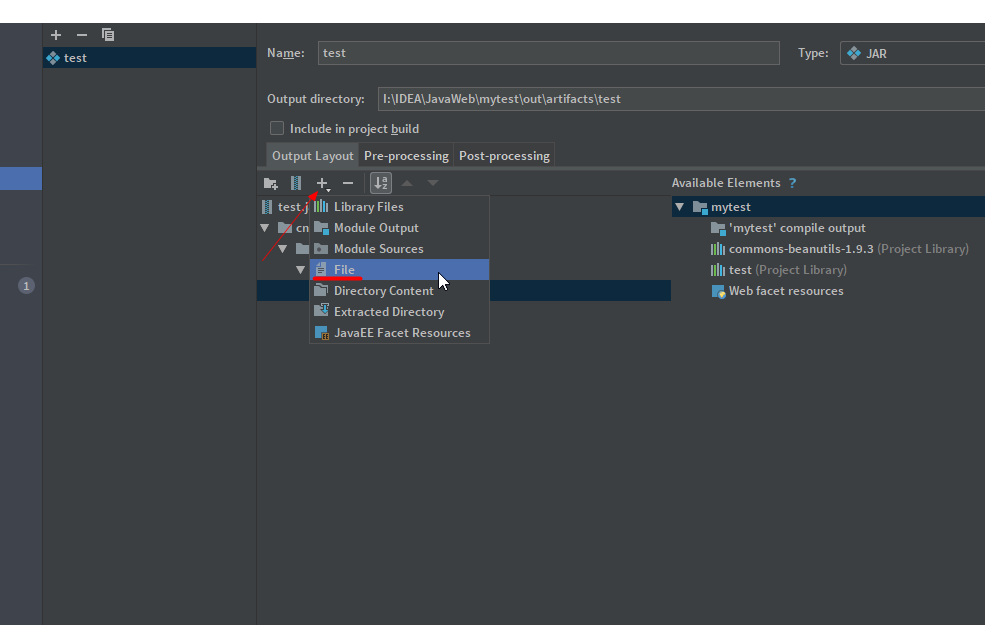 test
Name: test Type: JAR
Output directory: I:\IDEA\JavaWeb\mytest\out\artifacts\test
Include in project build
Output Layout Pre-processing Post-processing
Available Elements ?
test.j
cn
Library Files
Module Output
Module Sources
File
Directory Content
Extracted Directory
JavaEE Facet Resources
mytest
'mytest' compile output
commons-beanutils-1.9.3 (Project Library)
test (Project Library)
Web facet resources
1